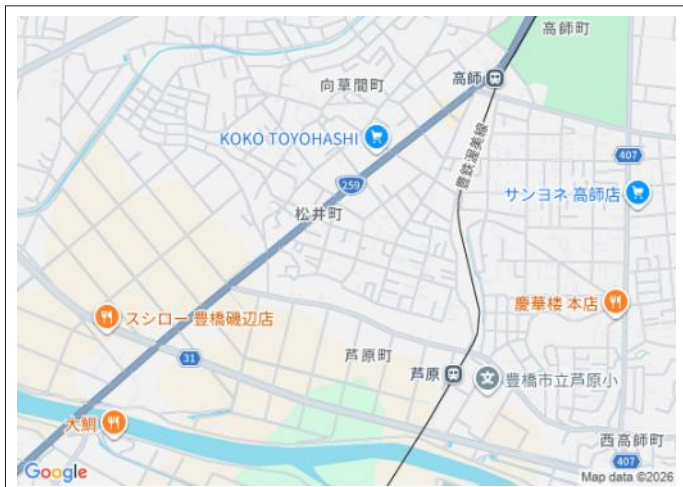 高師町
高師
向草間町
KOKO TOYOHASHI
豊鉄渥美線
407
259
サンヨネ 高師店
松井町
慶華楼 本店
スシロー 豊橋磯辺店
31
芦原町
芦原
豊橋市立芦原小
大鯛
西高師町
407
Google
Map data ©2026